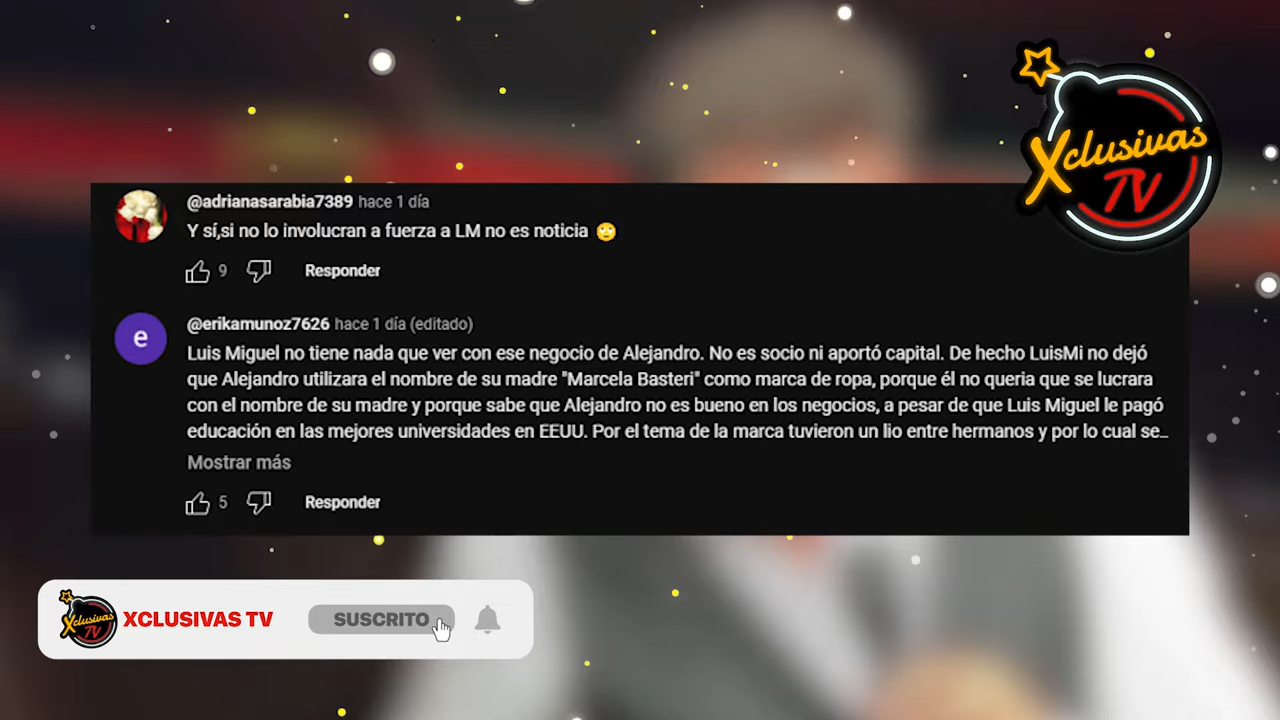 Xclusivas
TV
@adrianasarabia7389 hace 1 día
Y sí,si no lo involucran a fuerza a LM no es noticia 🙄
9 Responder
@erikamunoz7626 hace 1 día (editado)
e
Luis Miguel no tiene nada que ver con ese negocio de Alejandro. No es socio ni aportó capital. De hecho LuisMi no dejó
que Alejandro utilizara el nombre de su madre "Marcela Basteri" como marca de ropa, porque él no queria que se lucrara
con el nombre de su madre y porque sabe que Alejandro no es bueno en los negocios, a pesar de que Luis Miguel le pagó
educación en las mejores universidades en EEUU. Por el tema de la marca tuvieron un lio entre hermanos y por lo cual se...
Mostrar más
5 Responder
Xclusivas
TV
XCLUSIVAS TV SUSCRITO